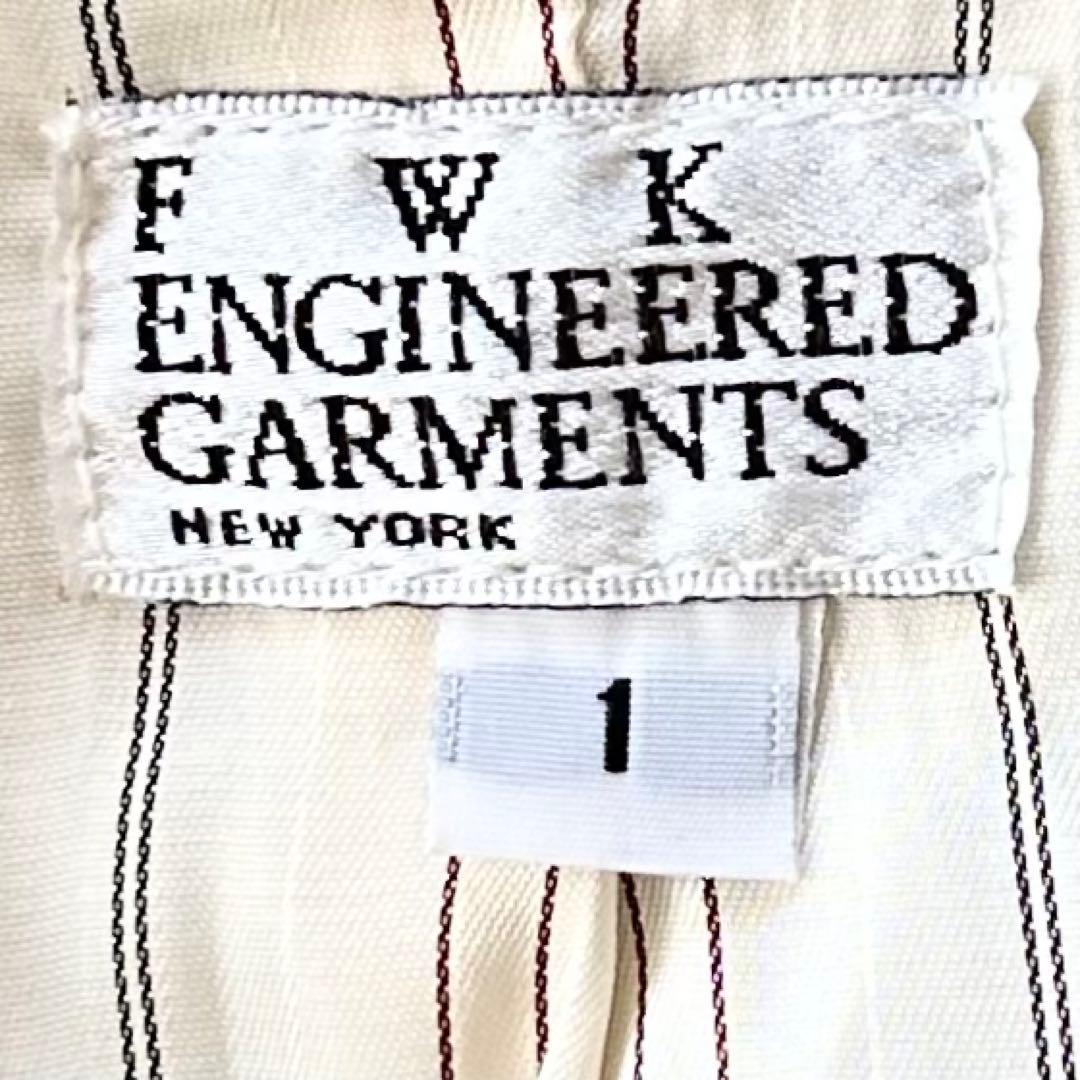 F W K
ENGINEERED
GARMENTS
NEW YORK
1